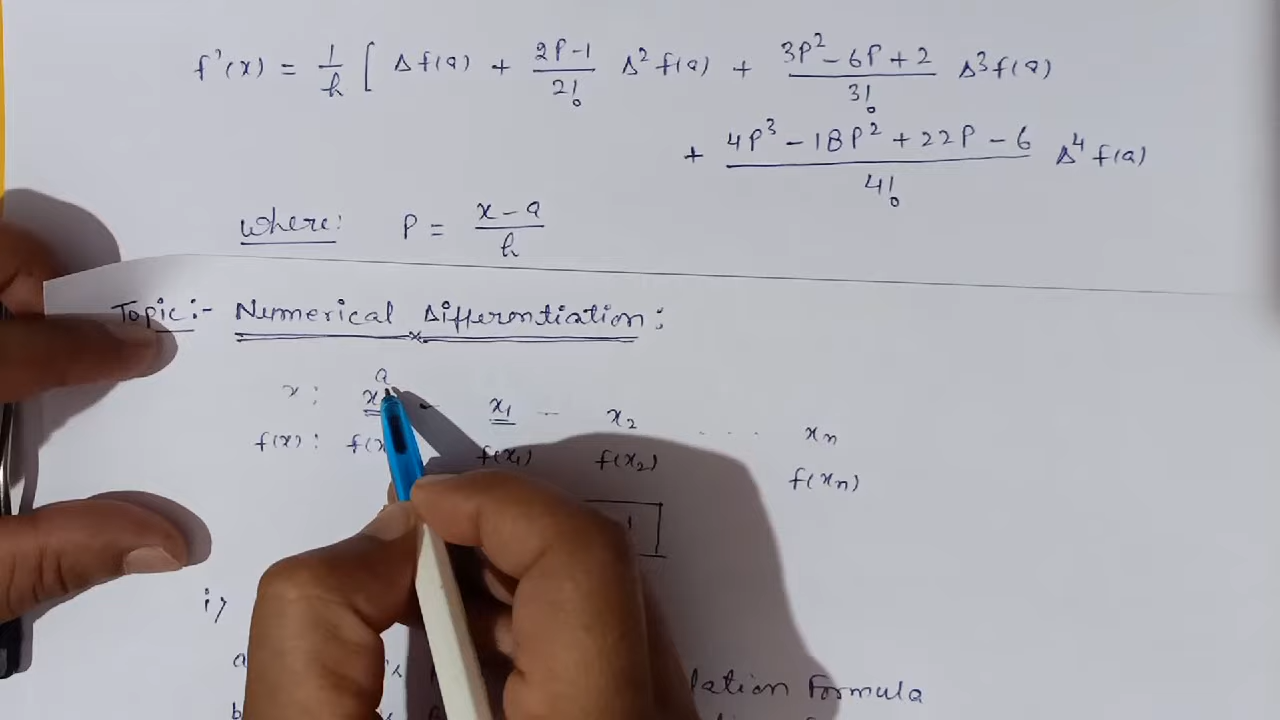 f'(x) = 1/h [ Δf(a) + (2P-1)/2! Δ²f(a) + (3P²-6P+2)/3! Δ³f(a)
+ (4P³-18P²+22P-6)/4! Δ⁴f(a)
where: P = (x-a)/h
Topic:- Numerical Differentiation:
a
x: x - x₁ - x₂ .... xₙ
f(x): f(x f(x₁) f(x₂) f(xₙ)
i>
a
lation Formula
b